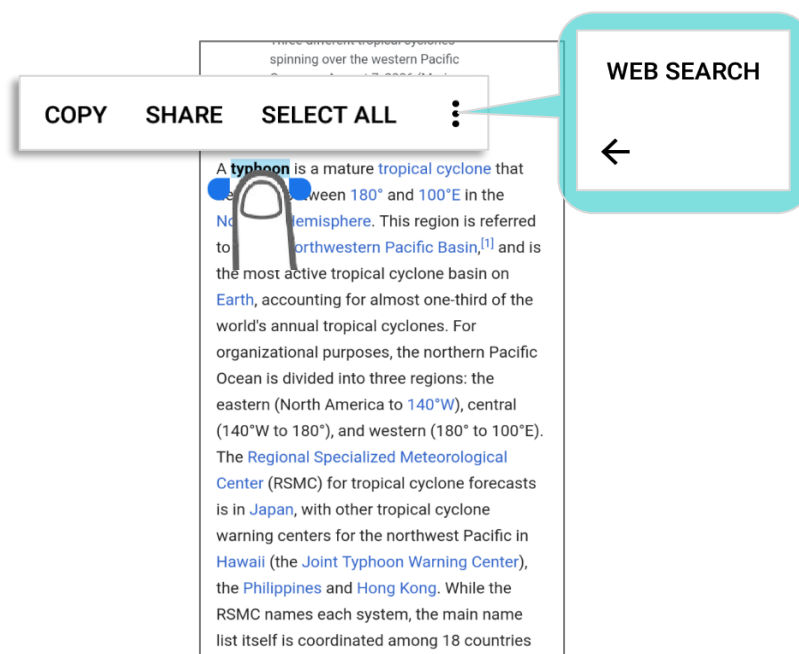 spinning over the western Pacific
COPY SHARE SELECT ALL
WEB SEARCH
A typhoon is a mature tropical cyclone that
between 180° and 100°E in the
Hemisphere. This region is referred
to Northwestern Pacific Basin,[1] and is
the most active tropical cyclone basin on
Earth, accounting for almost one-third of the
world's annual tropical cyclones. For
organizational purposes, the northern Pacific
Ocean is divided into three regions: the
eastern (North America to 140°W), central
(140°W to 180°), and western (180° to 100°E).
The Regional Specialized Meteorological
Center (RSMC) for tropical cyclone forecasts
is in Japan, with other tropical cyclone
warning centers for the northwest Pacific in
Hawaii (the Joint Typhoon Warning Center),
the Philippines and Hong Kong. While the
RSMC names each system, the main name
list itself is coordinated among 18 countries